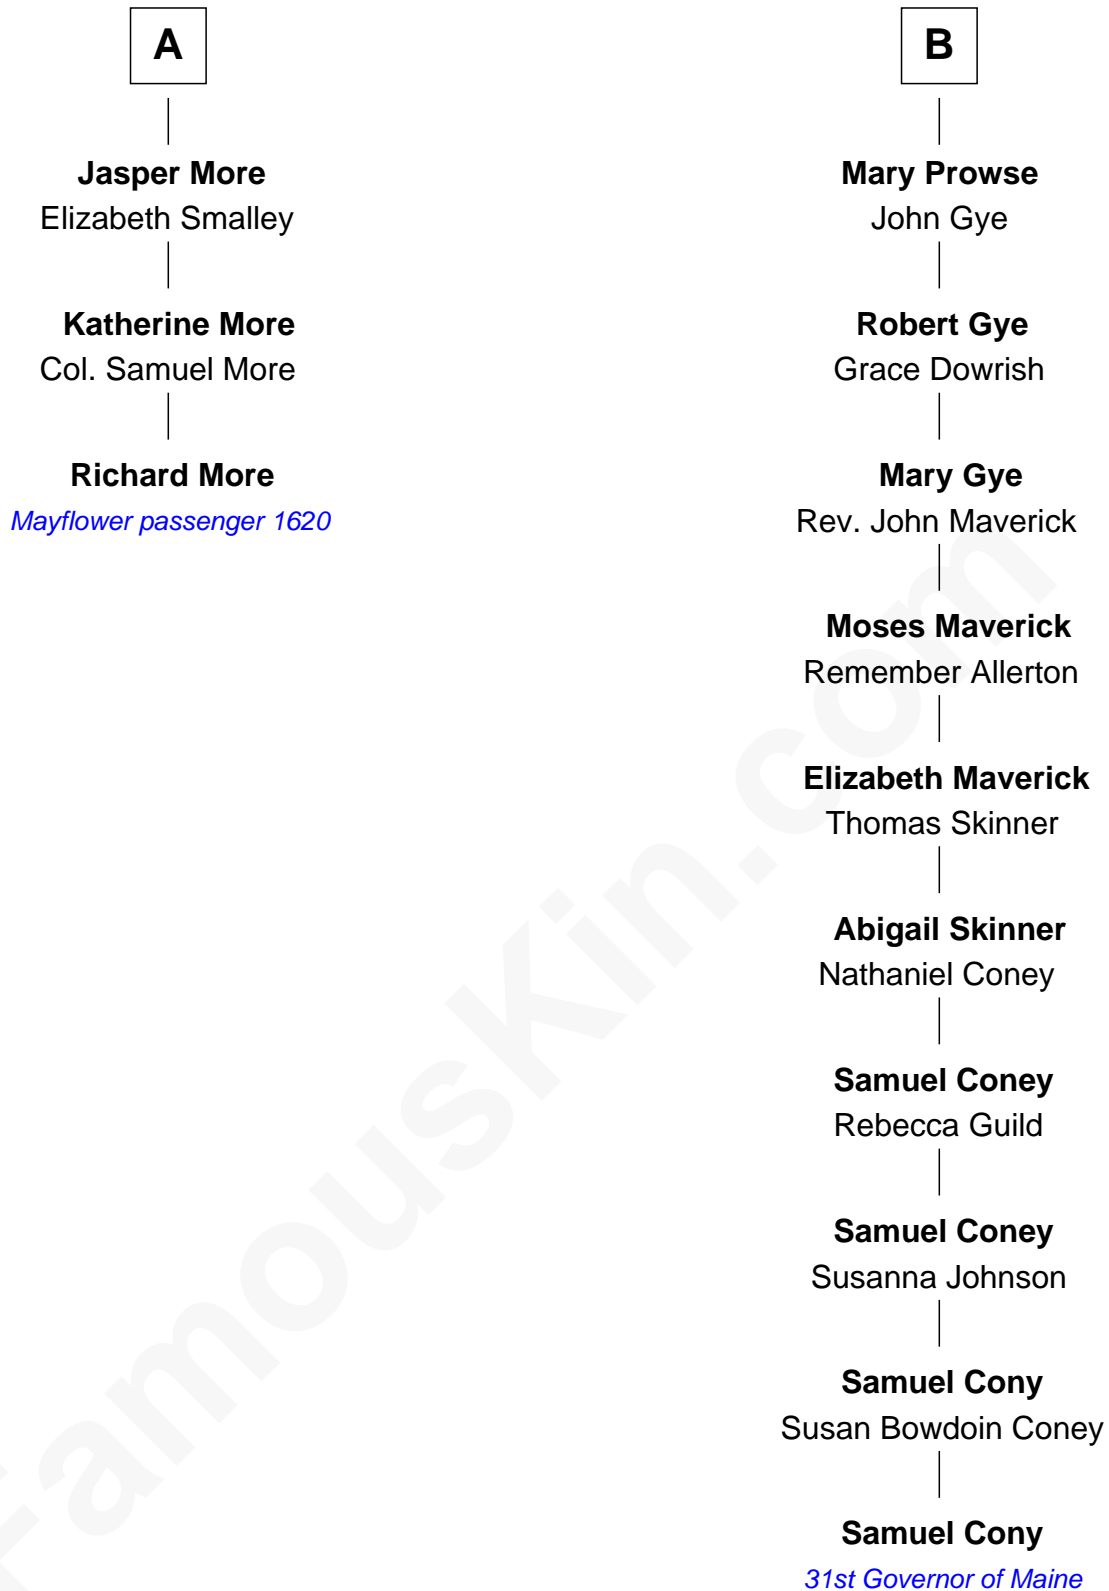 A
Jasper More
Elizabeth Smalley
Katherine More
Col. Samuel More
Richard More
Mayflower passenger 1620
B
Mary Prowse
John Gye
Robert Gye
Grace Dowrish
Mary Gye
Rev. John Maverick
Moses Maverick
Remember Allerton
Elizabeth Maverick
Thomas Skinner
Abigail Skinner
Nathaniel Coney
Samuel Coney
Rebecca Guild
Samuel Coney
Susanna Johnson
Samuel Cony
Susan Bowdoin Coney
Samuel Cony
31st Governor of Maine
FamousKin.com